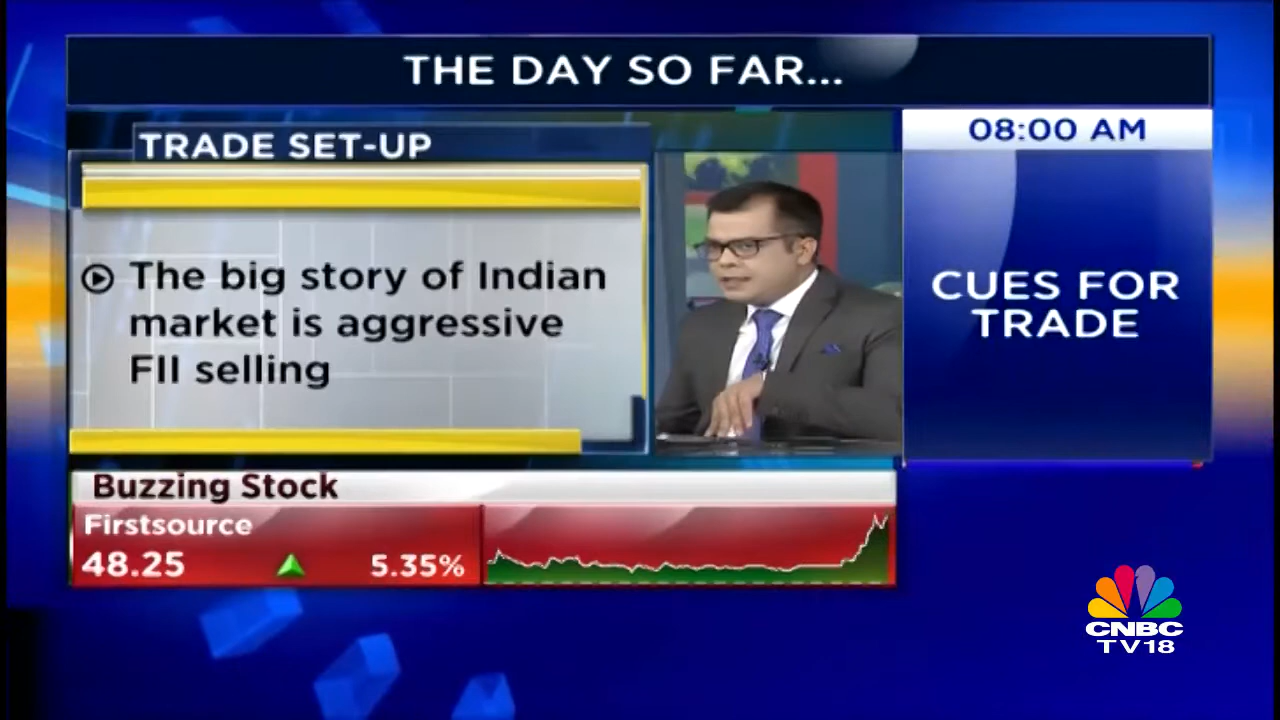 THE DAY SO FAR...
TRADE SET-UP
The big story of Indian
market is aggressive
FII selling
08:00 AM
CUES FOR
TRADE
Buzzing Stock
Firstsource
48.25 5.35%
CNBC
TV18